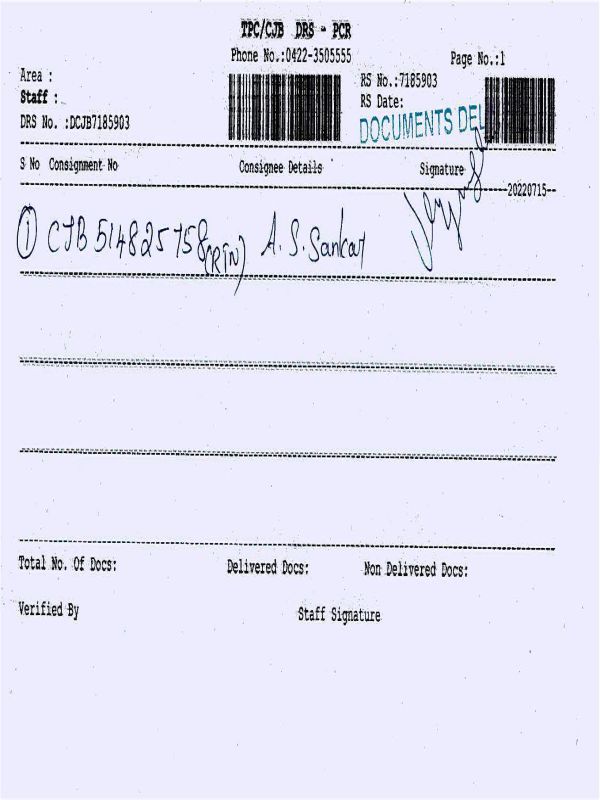 TPC/CJB DRS - PCR
Phone No.:0422-3505555
Page No.:1
Area :
RS No.:7185903
Staff :
RS Date:
DRS No. :DCJB7185903
DOCUMENTS DEL
S No Consignment No Consignee Details Signature
20220715
1 CJB 514825758 (RTN) A. S. Sankar
Total No. Of Docs: Delivered Docs: Non Delivered Docs:
Verified By Staff Signature